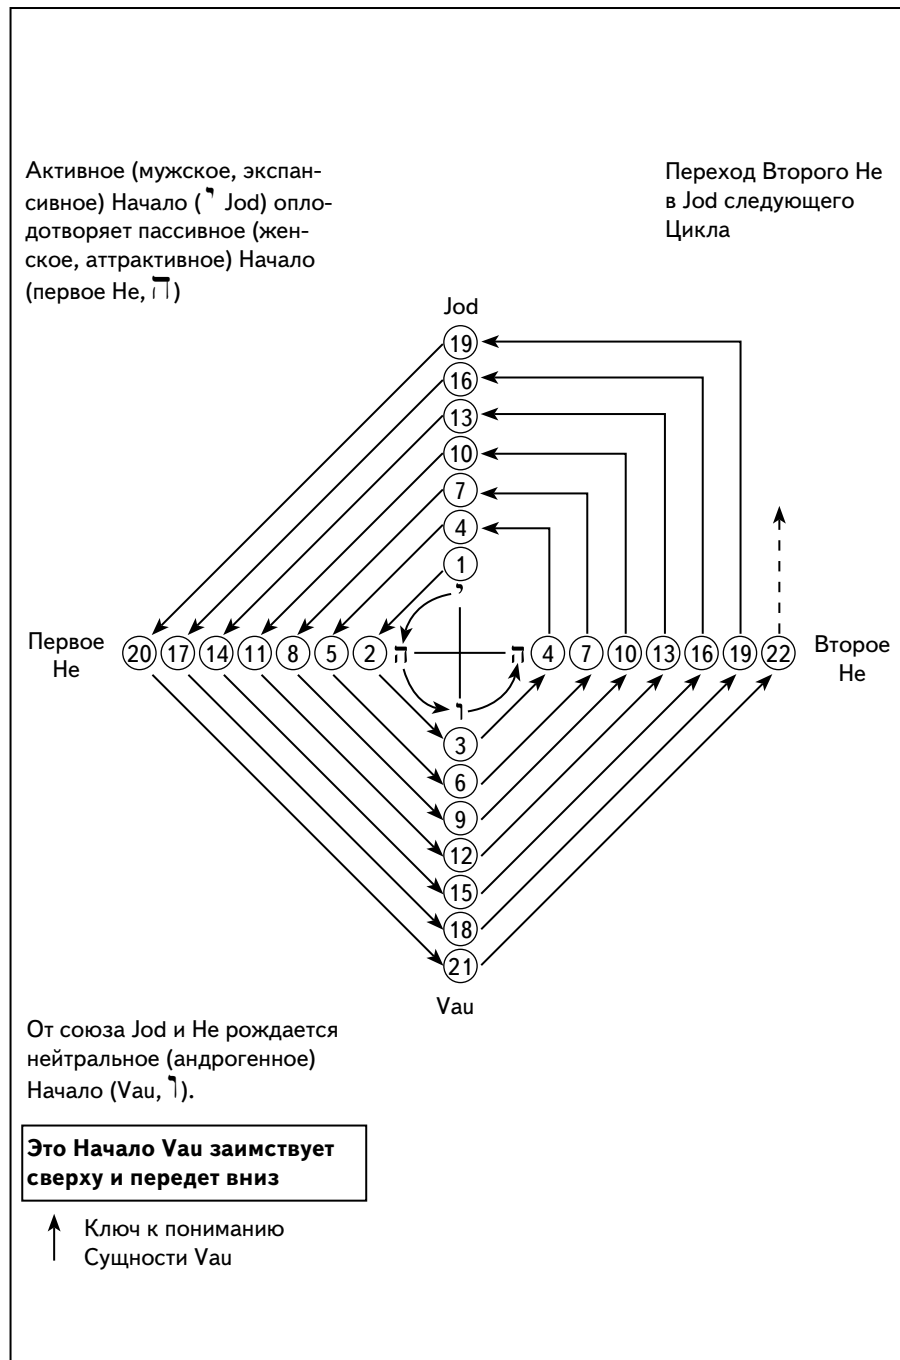 Активное (мужское, экспан-
сивное) Начало (י Jod) опло-
дотворяет пассивное (жен-
ское, аттрактивное) Начало
(первое Не, ה)
Переход Второго Не
в Jod следующего
Цикла
Jod
19
16
13
10
7
4
1
י
Первое
Не
20 17 14 11 8 5 2 ה ה 4 7 10 13 16 19 22
Второе
Не
ו
3
6
9
12
15
18
21
Vau
От союза Jod и Не рождается
нейтральное (андрогенное)
Начало (Vau, ו).
Это Начало Vau заимствует
сверху и передет вниз
Ключ к пониманию
Сущности Vau